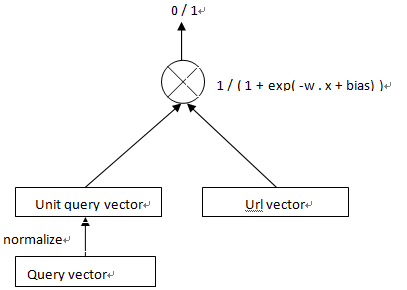 0 / 1
1 / ( 1 + exp( -w . x + bias) )
Unit query vector
Url vector
normalize
Query vector